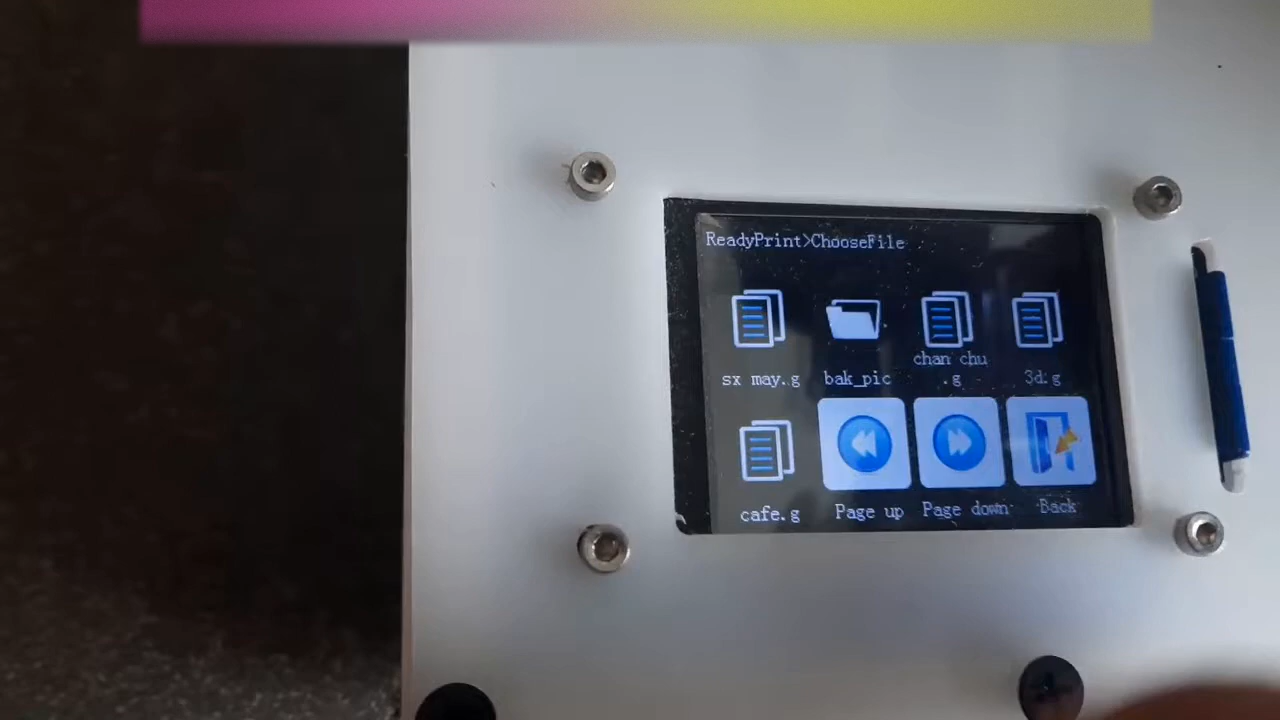 ReadyPrint>ChooseFile
sx may.g
bak_pic
chan chu
.g
3d.g
cafe.g
Page up
Page down
Back